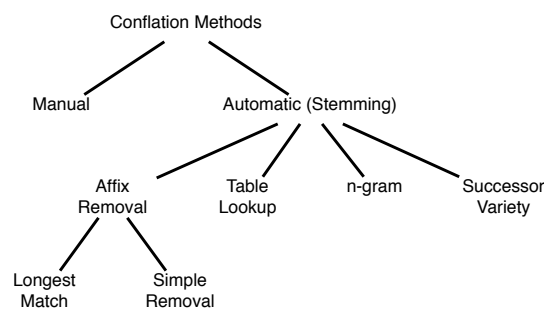 Conflation Methods
Manual
Automatic (Stemming)
Affix
Removal
Table
Lookup
n-gram
Successor
Variety
Longest
Match
Simple
Removal